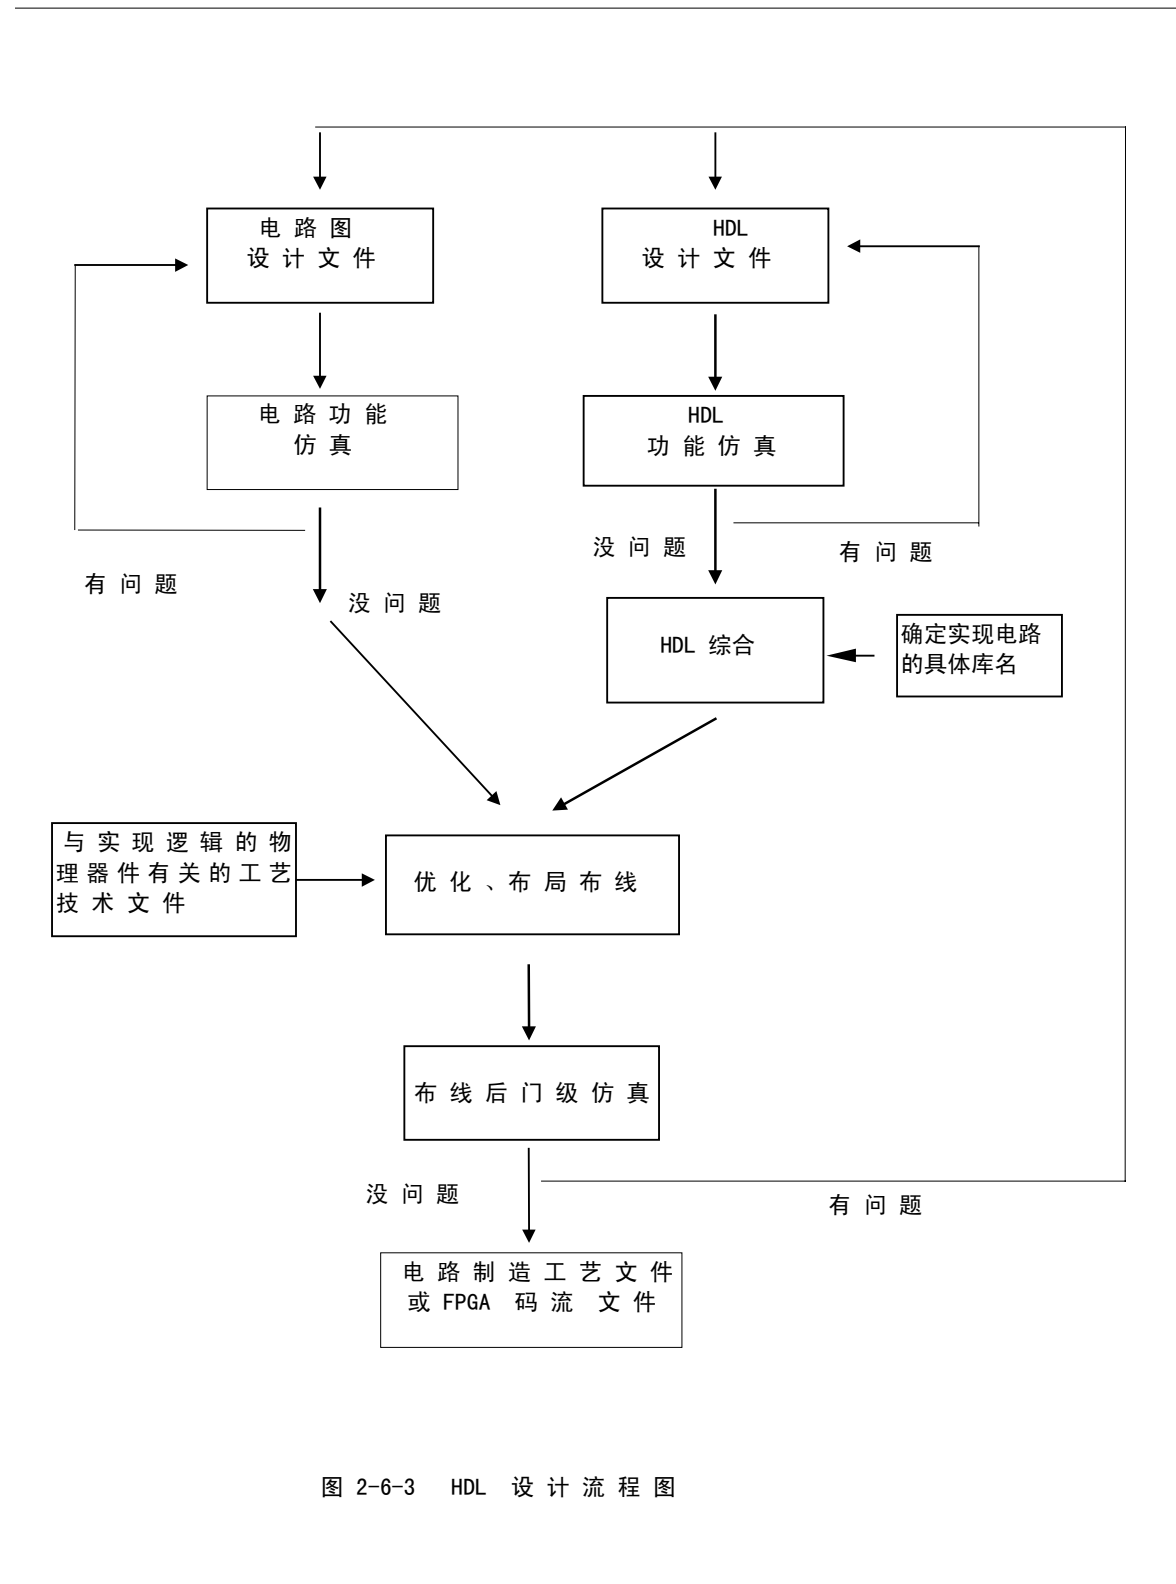 电路图
设计文件
HDL
设计文件
电路功能
仿真
HDL
功能仿真
没问题
有问题
有问题
没问题
HDL 综合
确定实现电路
的具体库名
与实现逻辑的物
理器件有关的工艺
技术文件
优化、布局布线
布线后门级仿真
没问题
有问题
电路制造工艺文件
或 FPGA 码流 文件
图 2-6-3 HDL 设计流程图